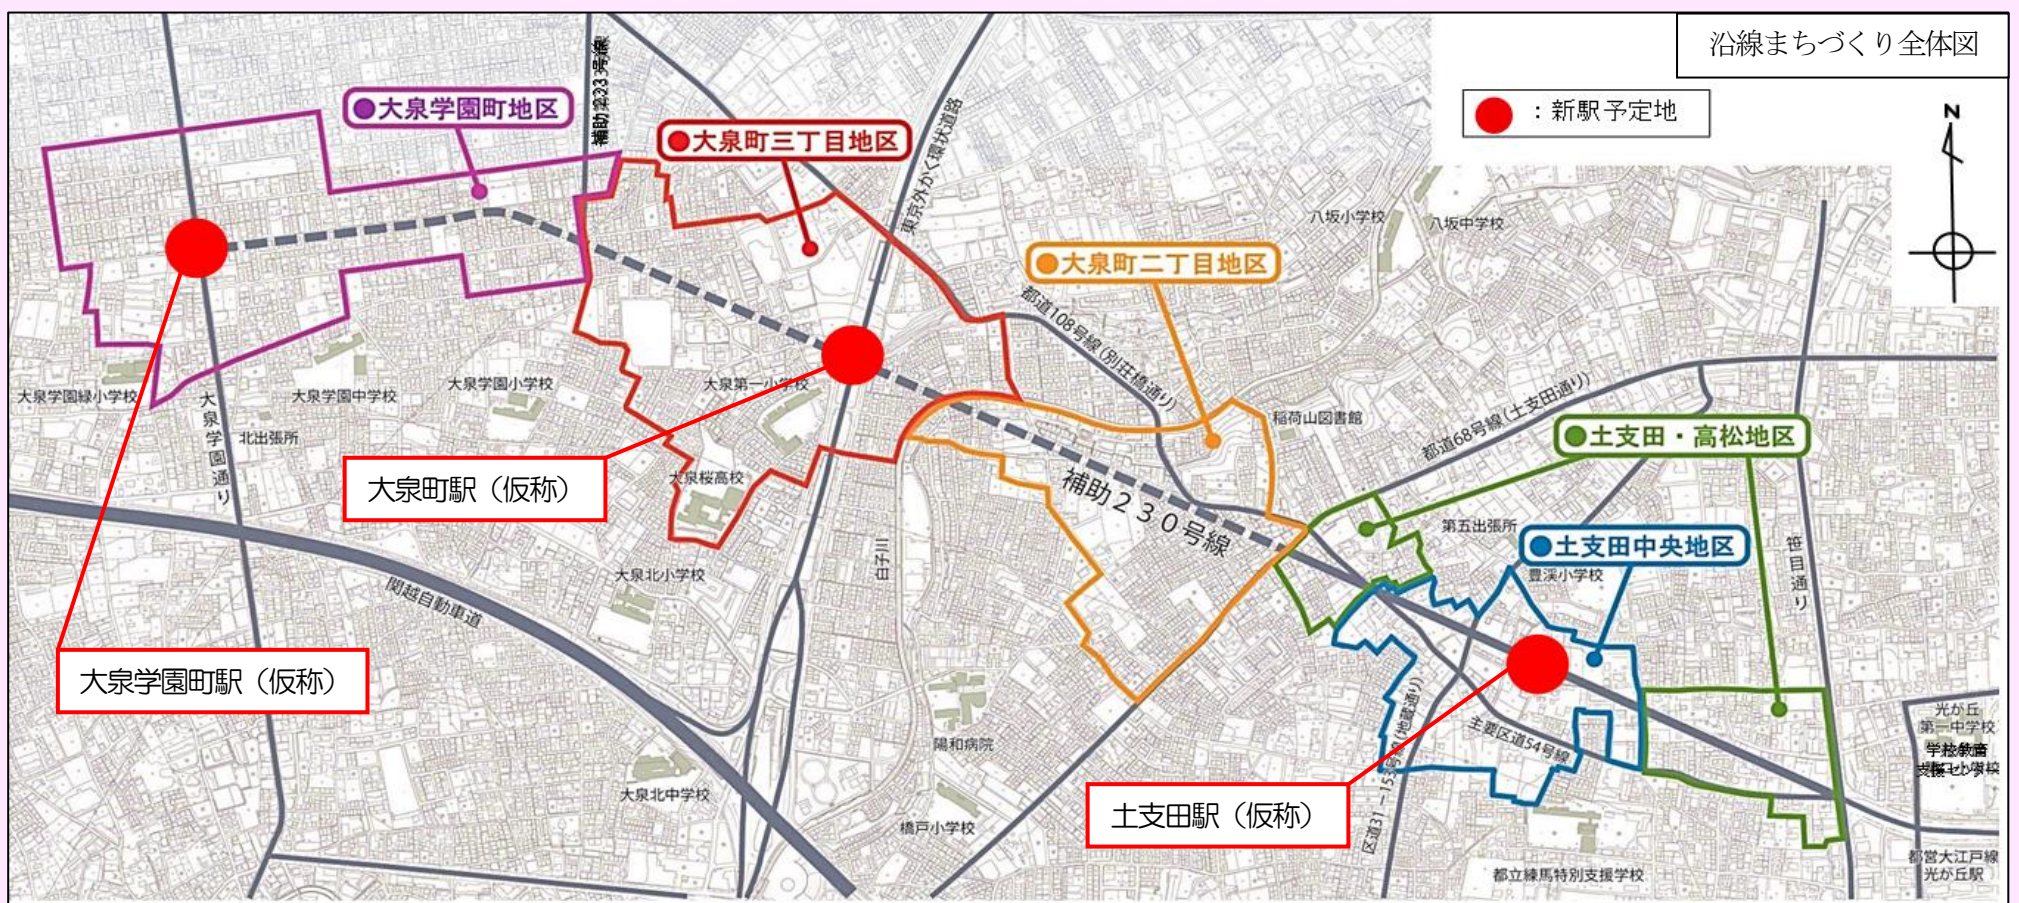 沿線まちづくり全体図
：新駅予定地
N
●大泉学園町地区
●大泉町三丁目地区
●大泉町二丁目地区
●土支田・高松地区
●土支田中央地区
東京外かく環状道路
八坂小学校
八坂中学校
都道108号線(別荘橋通り)
大泉学園緑小学校
大泉学園中学校
大泉学園小学校
大泉第一小学校
稲荷山図書館
都道68号線(土支田通り)
大泉学園通り
北出張所
大泉町駅（仮称）
大泉桜高校
補助２３０号線
第五出張所
豊渓小学校
笹目通り
白子川
大泉北小学校
関越自動車道
大泉学園町駅（仮称）
陽和病院
主要区道54号線
区道31－153号線(地蔵通り)
光が丘
第一中学校
大泉北中学校
橋戸小学校
土支田駅（仮称）
都立練馬特別支援学校
都営大江戸線
光が丘駅